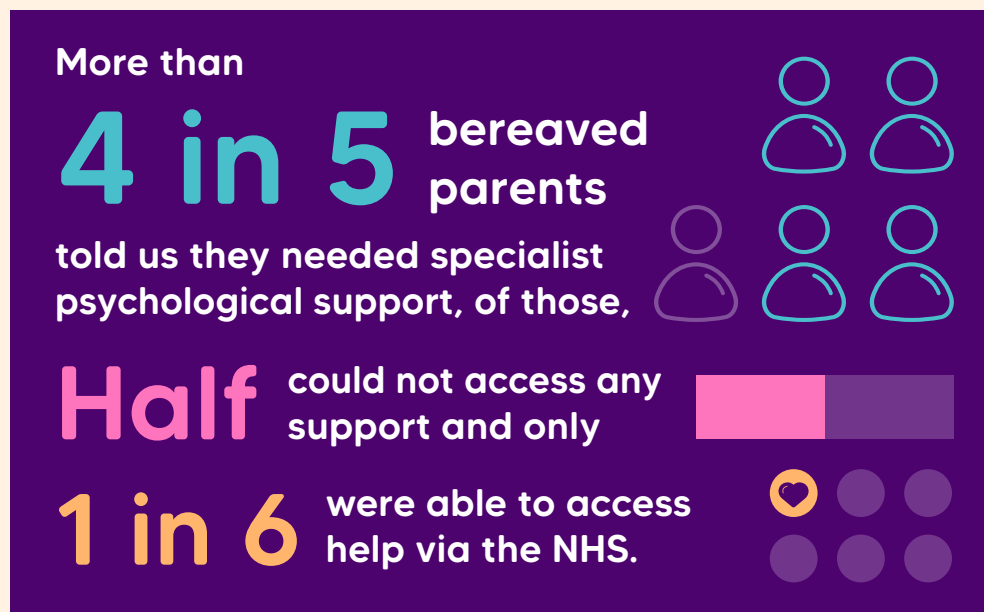 More than
4 in 5 bereaved
parents
told us they needed specialist
psychological support, of those,
Half could not access any
support and only
1 in 6 were able to access
help via the NHS.